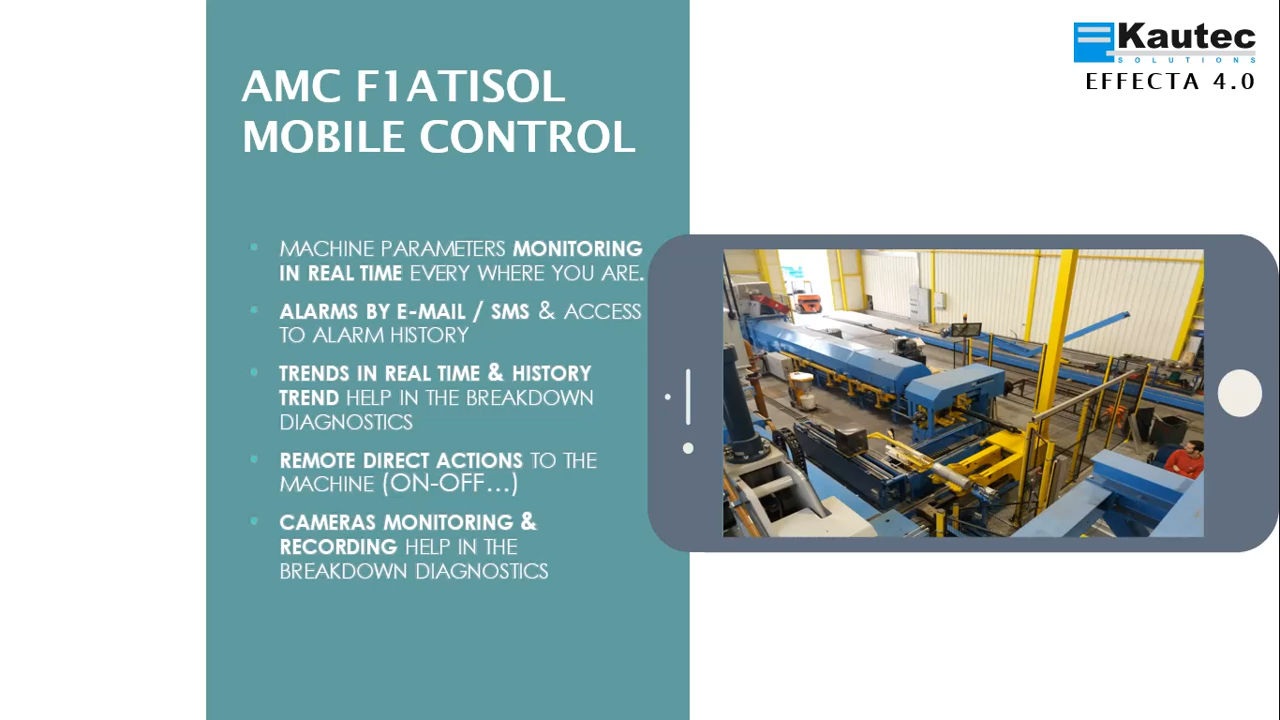 AMC F1ATISOL
MOBILE CONTROL
MACHINE PARAMETERS MONITORING
IN REAL TIME EVERY WHERE YOU ARE.
ALARMS BY E-MAIL / SMS & ACCESS
TO ALARM HISTORY
TRENDS IN REAL TIME & HISTORY
TREND HELP IN THE BREAKDOWN
DIAGNOSTICS
REMOTE DIRECT ACTIONS TO THE
MACHINE (ON-OFF...)
CAMERAS MONITORING &
RECORDING HELP IN THE
BREAKDOWN DIAGNOSTICS
Kautec
SOLUTIONS
EFFECTA 4.0